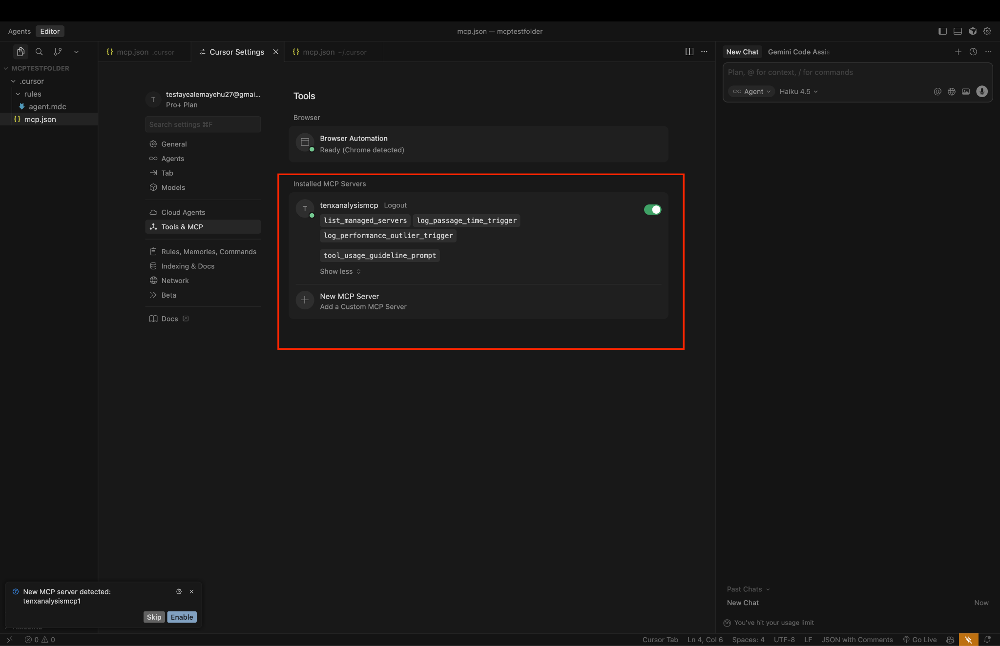 Agents Editor mcp.json — mcptestfolder
mcp.json .cursor Cursor Settings mcp.json ~/.cursor
MCPTESTFOLDER
.cursor
rules
agent.mdc
mcp.json
T tesfayealemayehu27@gmai...
Pro+ Plan
Search settings ⌘F
General
Agents
Tab
Models
Cloud Agents
Tools & MCP
Rules, Memories, Commands
Indexing & Docs
Network
Beta
Docs
Tools
Browser
Browser Automation
Ready (Chrome detected)
Installed MCP Servers
T tenxanalysismcp Logout
list_managed_servers log_passage_time_trigger
log_performance_outlier_trigger
tool_usage_guideline_prompt
Show less
New MCP Server
Add a Custom MCP Server
New Chat Gemini Code Assis
Plan, @ for context, / for commands
Agent Haiku 4.5
Past Chats
New Chat Now
You've hit your usage limit
New MCP server detected:
tenxanalysismcp1
Skip Enable
TIMELINE
0 0 Cursor Tab Ln 4, Col 6 Spaces: 4 UTF-8 LF JSON with Comments Go Live